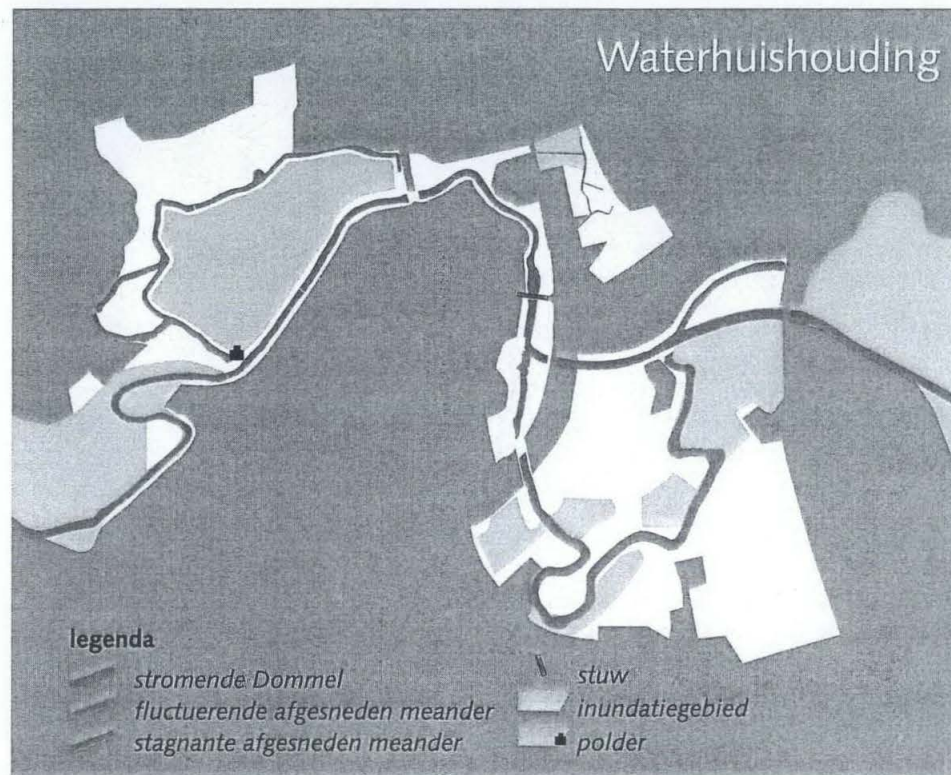 Waterhuishouding
legenda
stromende Dommel
fluctuerende afgesneden meander
stagnante afgesneden meander
stuw
inundatiegebied
polder